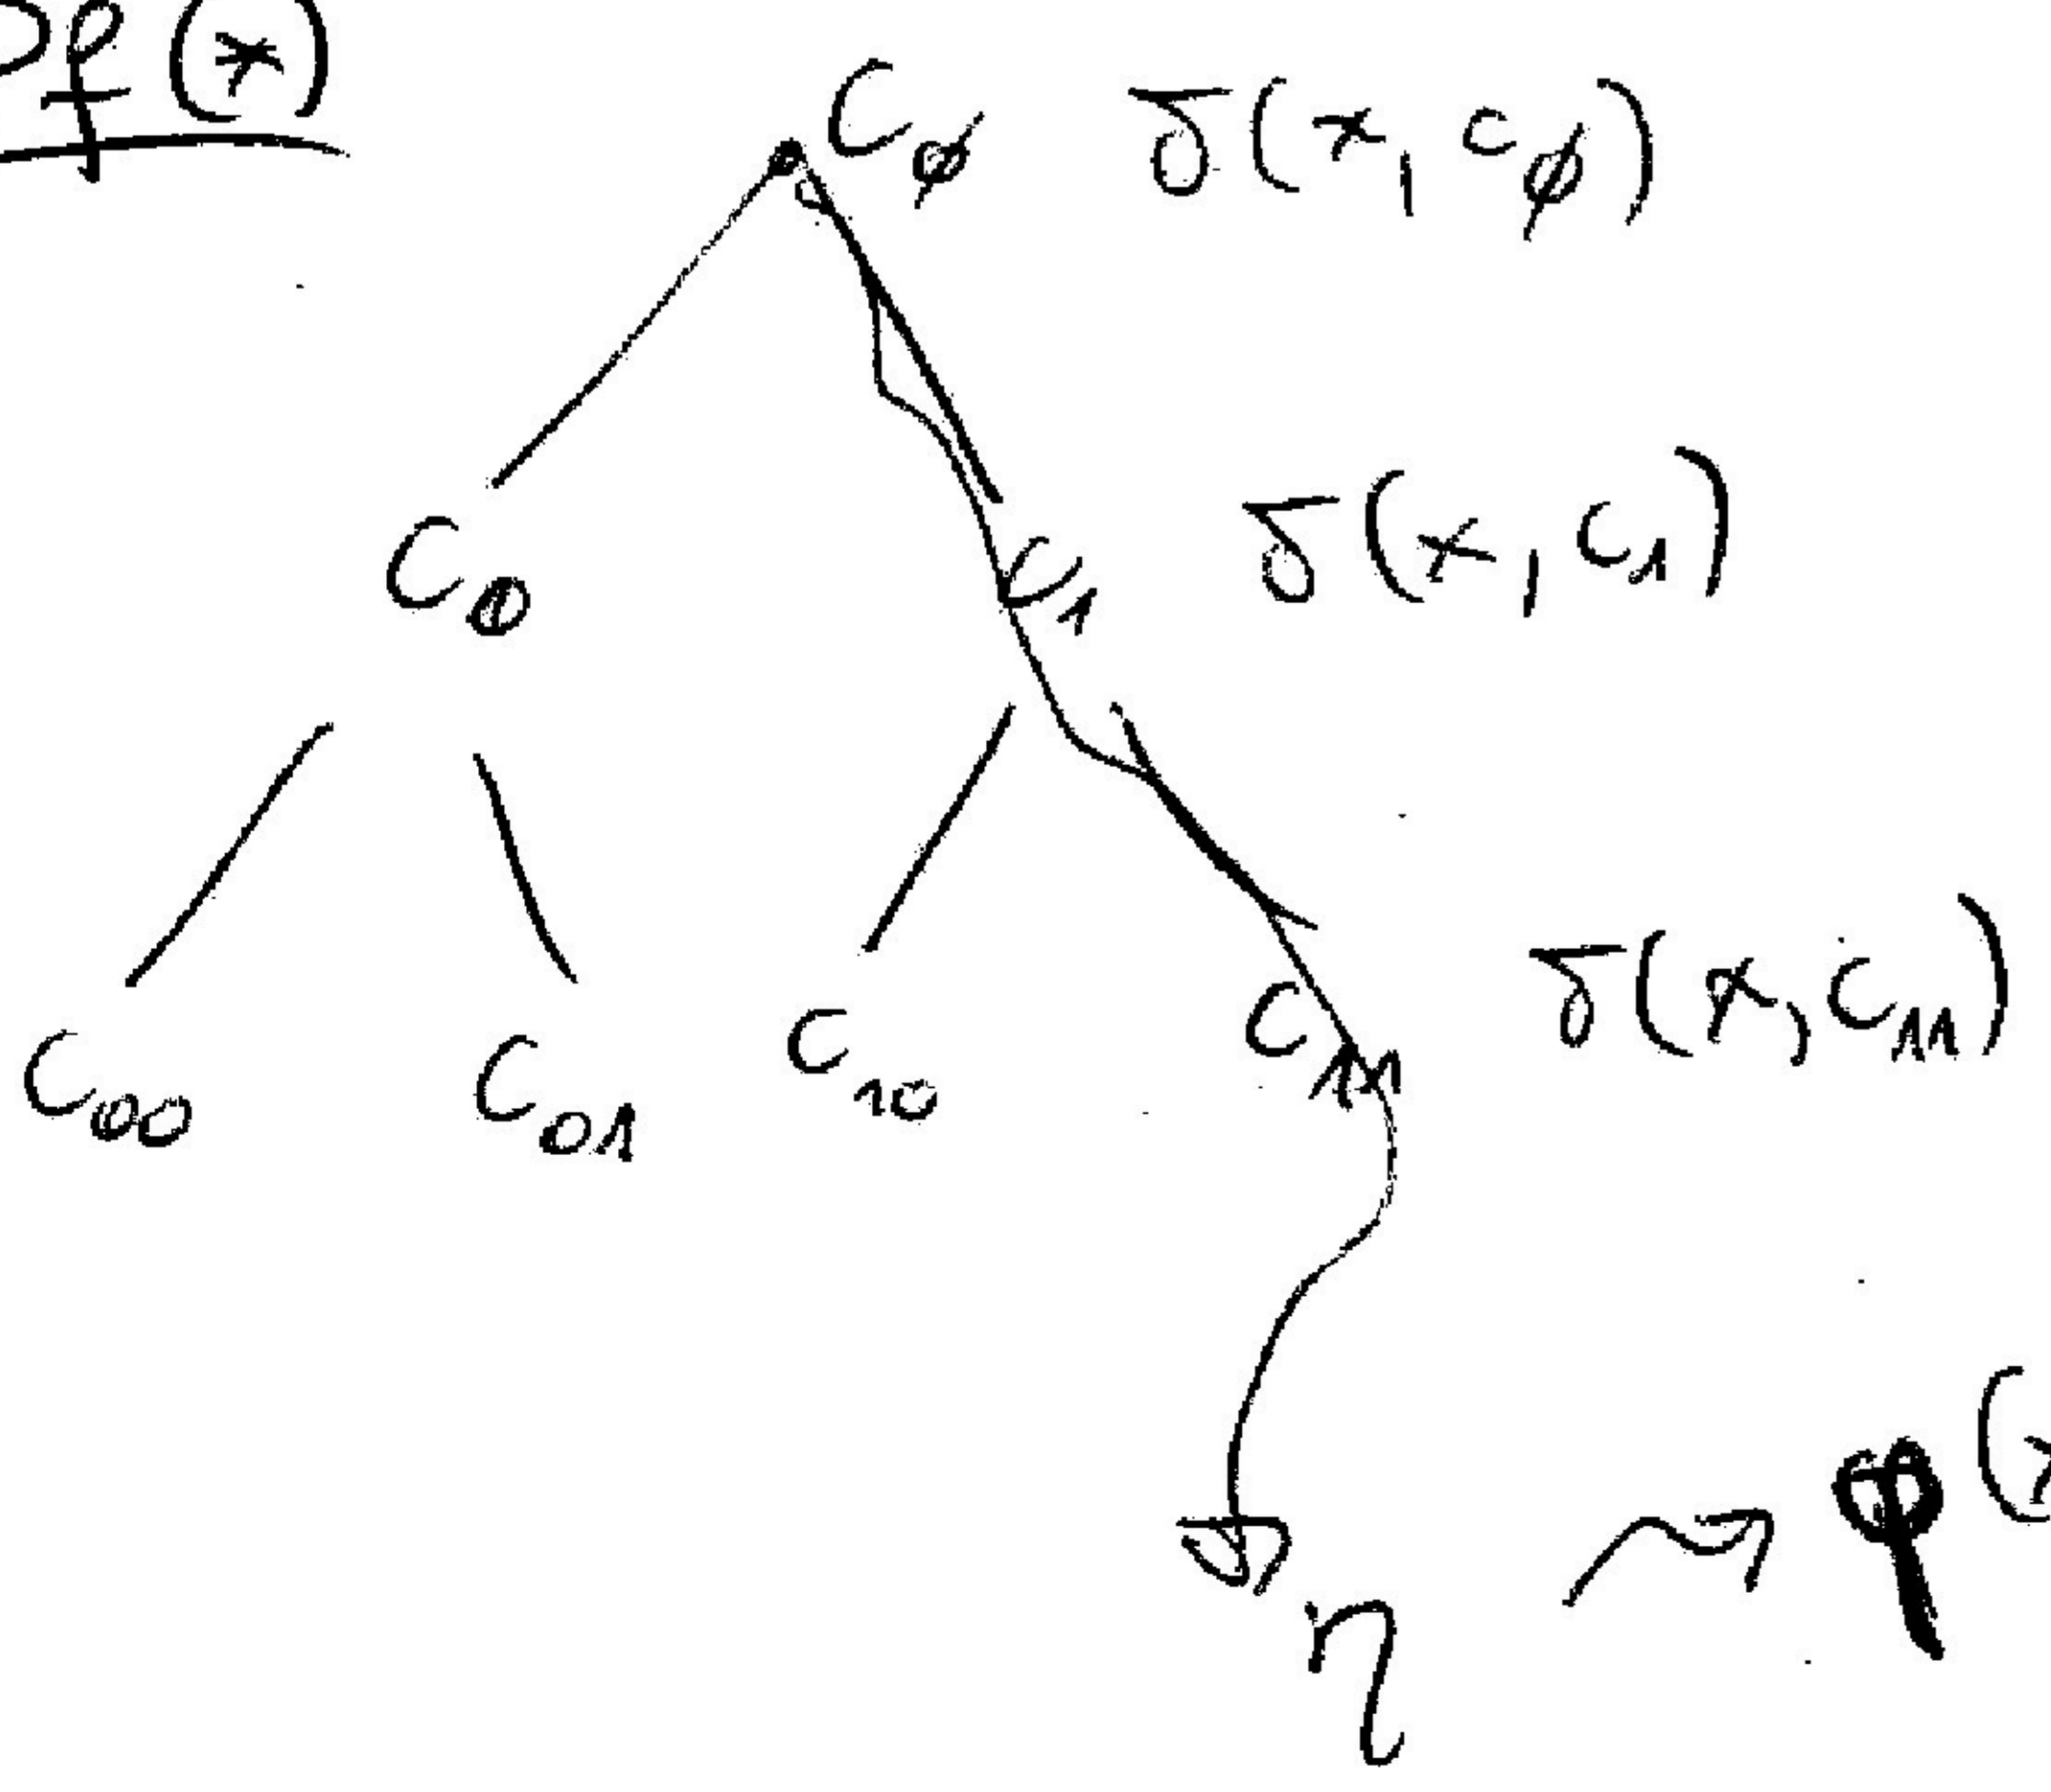 Pf (*)
C∅ δ(x, c∅)
C0 C1 δ(x, c1)
C00 C01 C10 C11 δ(x, c11)
η ⇝ φ(